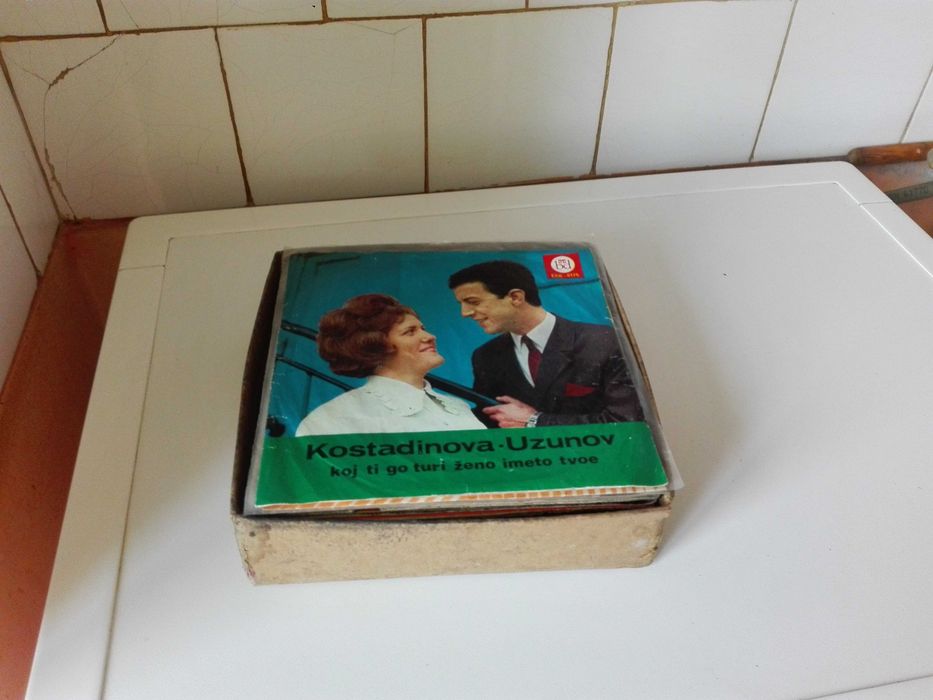 Kostadinova·Uzunov
koj ti go turi ženo imeto tvoe